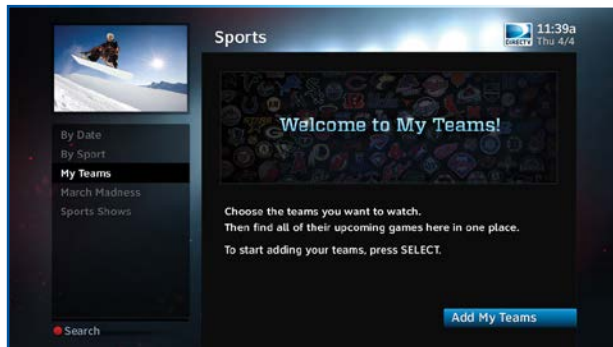 Sports
DIRECTV
11:39a
Thu 4/4
By Date
By Sport
My Teams
March Madness
Sports Shows
Search
Welcome to My Teams!
Choose the teams you want to watch.
Then find all of their upcoming games here in one place.
To start adding your teams, press SELECT.
Add My Teams